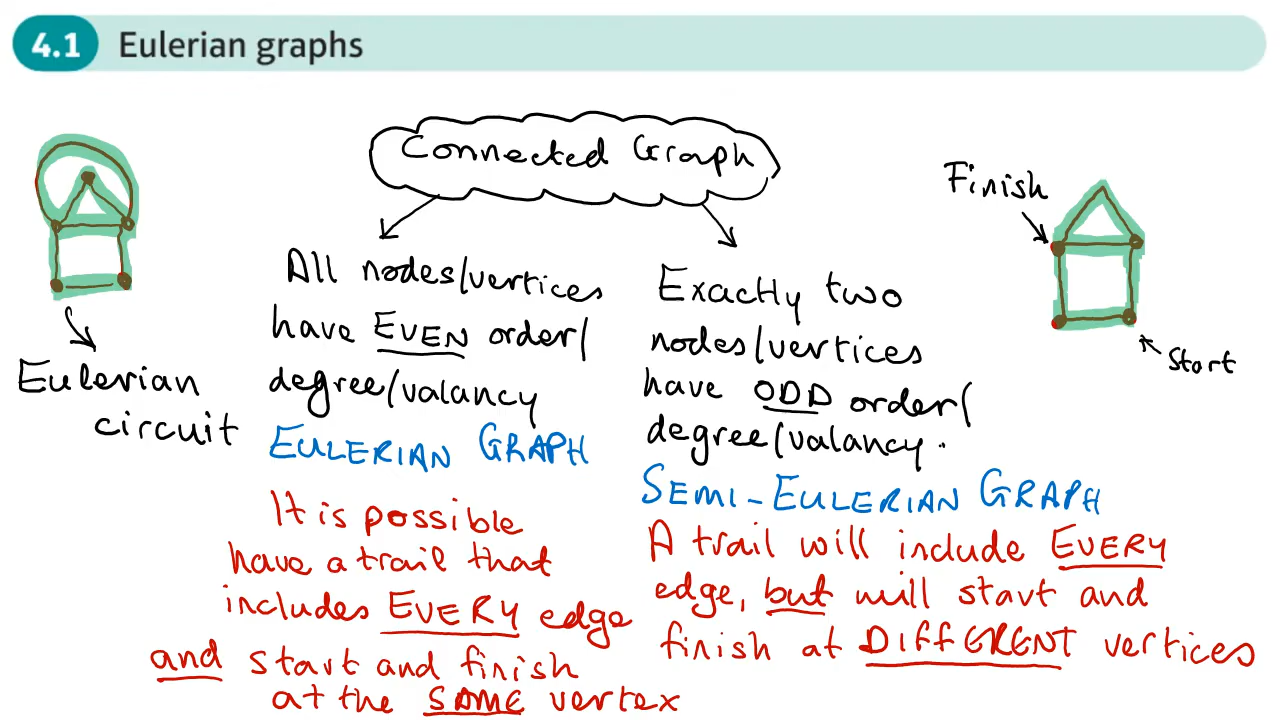 4.1 Eulerian graphs
Connected Graph
Eulerian
circuit
All nodes/vertices
have EVEN order/
degree/valancy
EULERIAN GRAPH
It is possible
have a trail that
includes EVERY edge
and start and finish
at the SAME vertex
Exactly two
nodes/vertices
have ODD order/
degree/valancy.
SEMI-EULERIAN GRAPH
A trail will include EVERY
edge, but will start and
finish at DIFFERENT vertices
Finish
Start